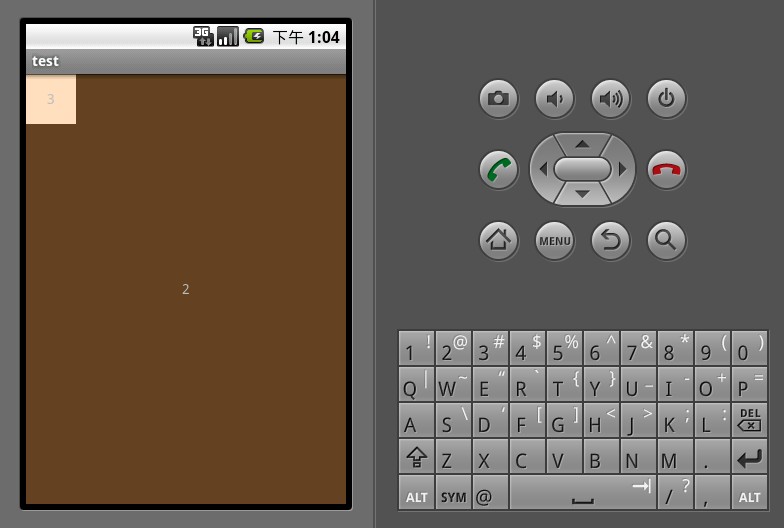 3G 下午 1:04
test
3
2
MENU
1 ! 2 @ 3 # 4 $ 5 % 6 ^ 7 & 8 * 9 ( 0 )
Q | W ~ E “ R ` T { Y } U _ I - O + P =
A S \ D ‘ F [ G ] H < J > K ; L : DEL
Z X C V B N M .
ALT SYM @ / ? , ALT